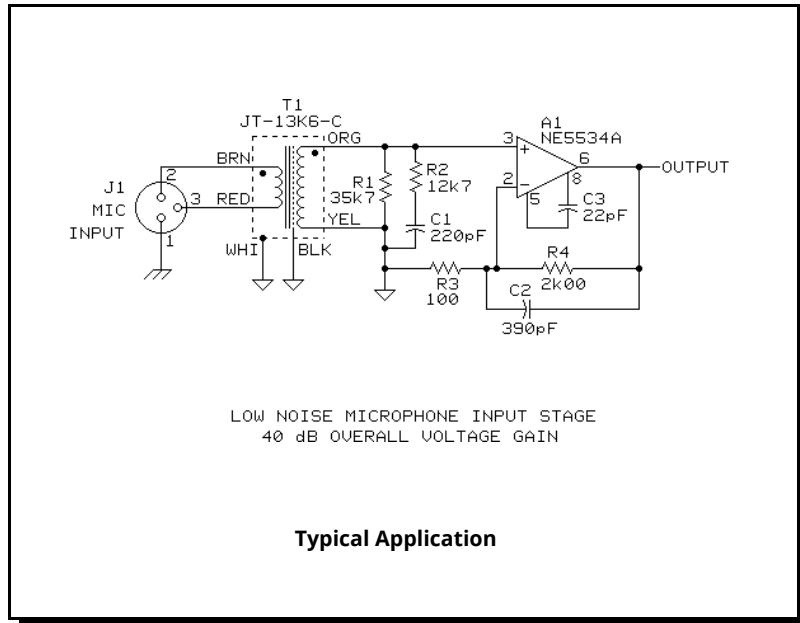 T1
JT-13K6-C
ORG
BRN
2
J1
MIC
INPUT
3
RED
1
WHI
BLK
YEL
R1
35k7
R2
12k7
C1
220pF
A1
NE5534A
3
+
2
-
6
8
5
OUTPUT
C3
22pF
R4
2k00
R3
100
C2
390pF
LOW NOISE MICROPHONE INPUT STAGE
40 dB OVERALL VOLTAGE GAIN
Typical Application